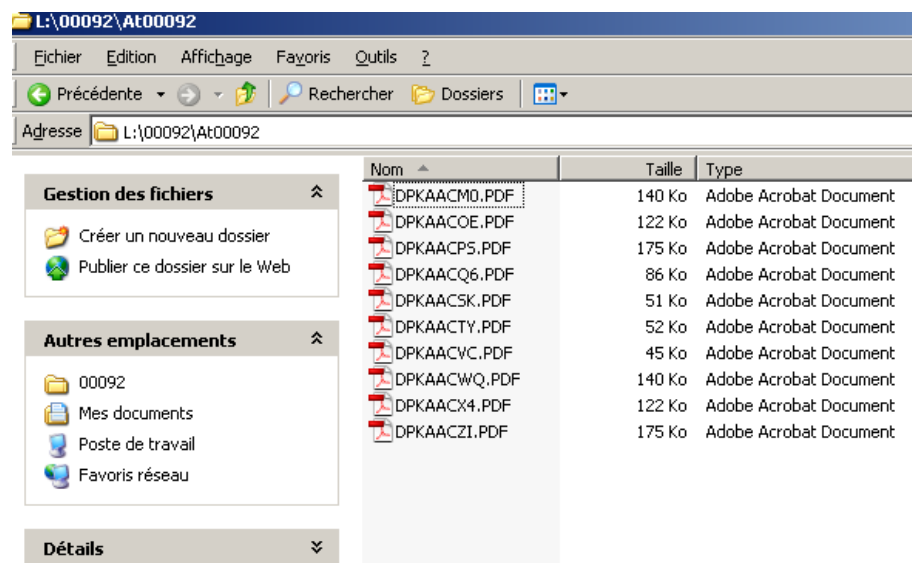 L:\00092\At00092
Fichier Edition Affichage Favoris Outils ?
Précédente Rechercher Dossiers
Adresse L:\00092\At00092
Gestion des fichiers
Créer un nouveau dossier
Publier ce dossier sur le Web
Autres emplacements
00092
Mes documents
Poste de travail
Favoris réseau
Détails
Nom Taille Type
DPKAACM0.PDF 140 Ko Adobe Acrobat Document
DPKAACOE.PDF 122 Ko Adobe Acrobat Document
DPKAACPS.PDF 175 Ko Adobe Acrobat Document
DPKAACQ6.PDF 86 Ko Adobe Acrobat Document
DPKAACSK.PDF 51 Ko Adobe Acrobat Document
DPKAACTY.PDF 52 Ko Adobe Acrobat Document
DPKAACVC.PDF 45 Ko Adobe Acrobat Document
DPKAACWQ.PDF 140 Ko Adobe Acrobat Document
DPKAACX4.PDF 122 Ko Adobe Acrobat Document
DPKAACZI.PDF 175 Ko Adobe Acrobat Document